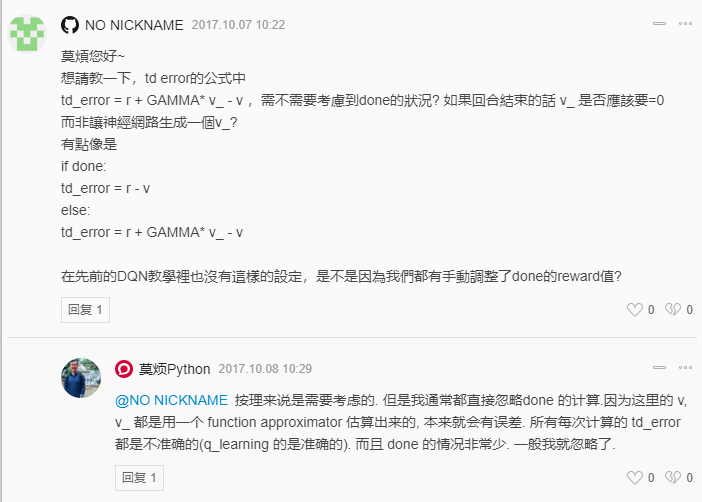 NO NICKNAME 2017.10.07 10:22
莫煩您好~
想請教一下，td error的公式中
td_error = r + GAMMA* v_ - v ，需不需要考慮到done的狀況? 如果回合結束的話 v_ 是否應該要=0
而非讓神經網路生成一個v_?
有點像是
if done:
td_error = r - v
else:
td_error = r + GAMMA* v_ - v
在先前的DQN教學裡也沒有這樣的設定，是不是因為我們都有手動調整了done的reward值?
回复 1
0 0
莫烦Python 2017.10.08 10:29
@NO NICKNAME 按理来说是需要考虑的. 但是我通常都直接忽略done 的计算.因为这里的 v,
v_ 都是用一个 function approximator 估算出来的, 本来就会有误差. 所有每次计算的 td_error
都是不准确的(q_learning 的是准确的). 而且 done 的情况非常少. 一般我就忽略了.
回复 1
0 0